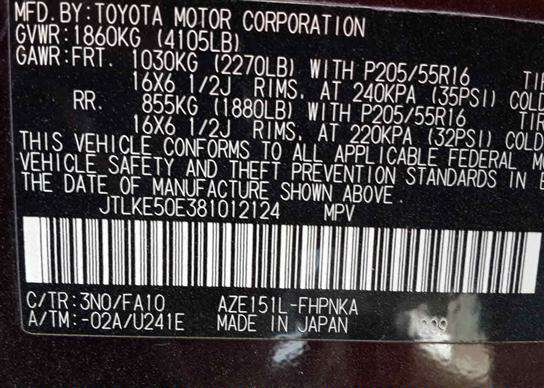 MFD.BY: TOYOTA MOTOR CORPORATION
GVWR: 1860KG (4105LB)
GAWR: FRT. 1030KG (2270LB) WITH P205/55R16 TIR
16X6 1/2J RIMS, AT 240KPA (35PSI) COLD
RR. 855KG (1880LB) WITH P205/55R16 TIR
16X6 1/2J RIMS, AT 220KPA (32PSI) COLD
THIS VEHICLE CONFORMS TO ALL APPLICABLE FEDERAL MO
VEHICLE SAFETY AND THEFT PREVENTION STANDARDS IN E
THE DATE OF MANUFACTURE SHOWN ABOVE.
JTLKE50E381012124 MPV
C/TR: 3N0/FA10 AZE151L-FHPNKA
A/TM: -02A/U241E MADE IN JAPAN